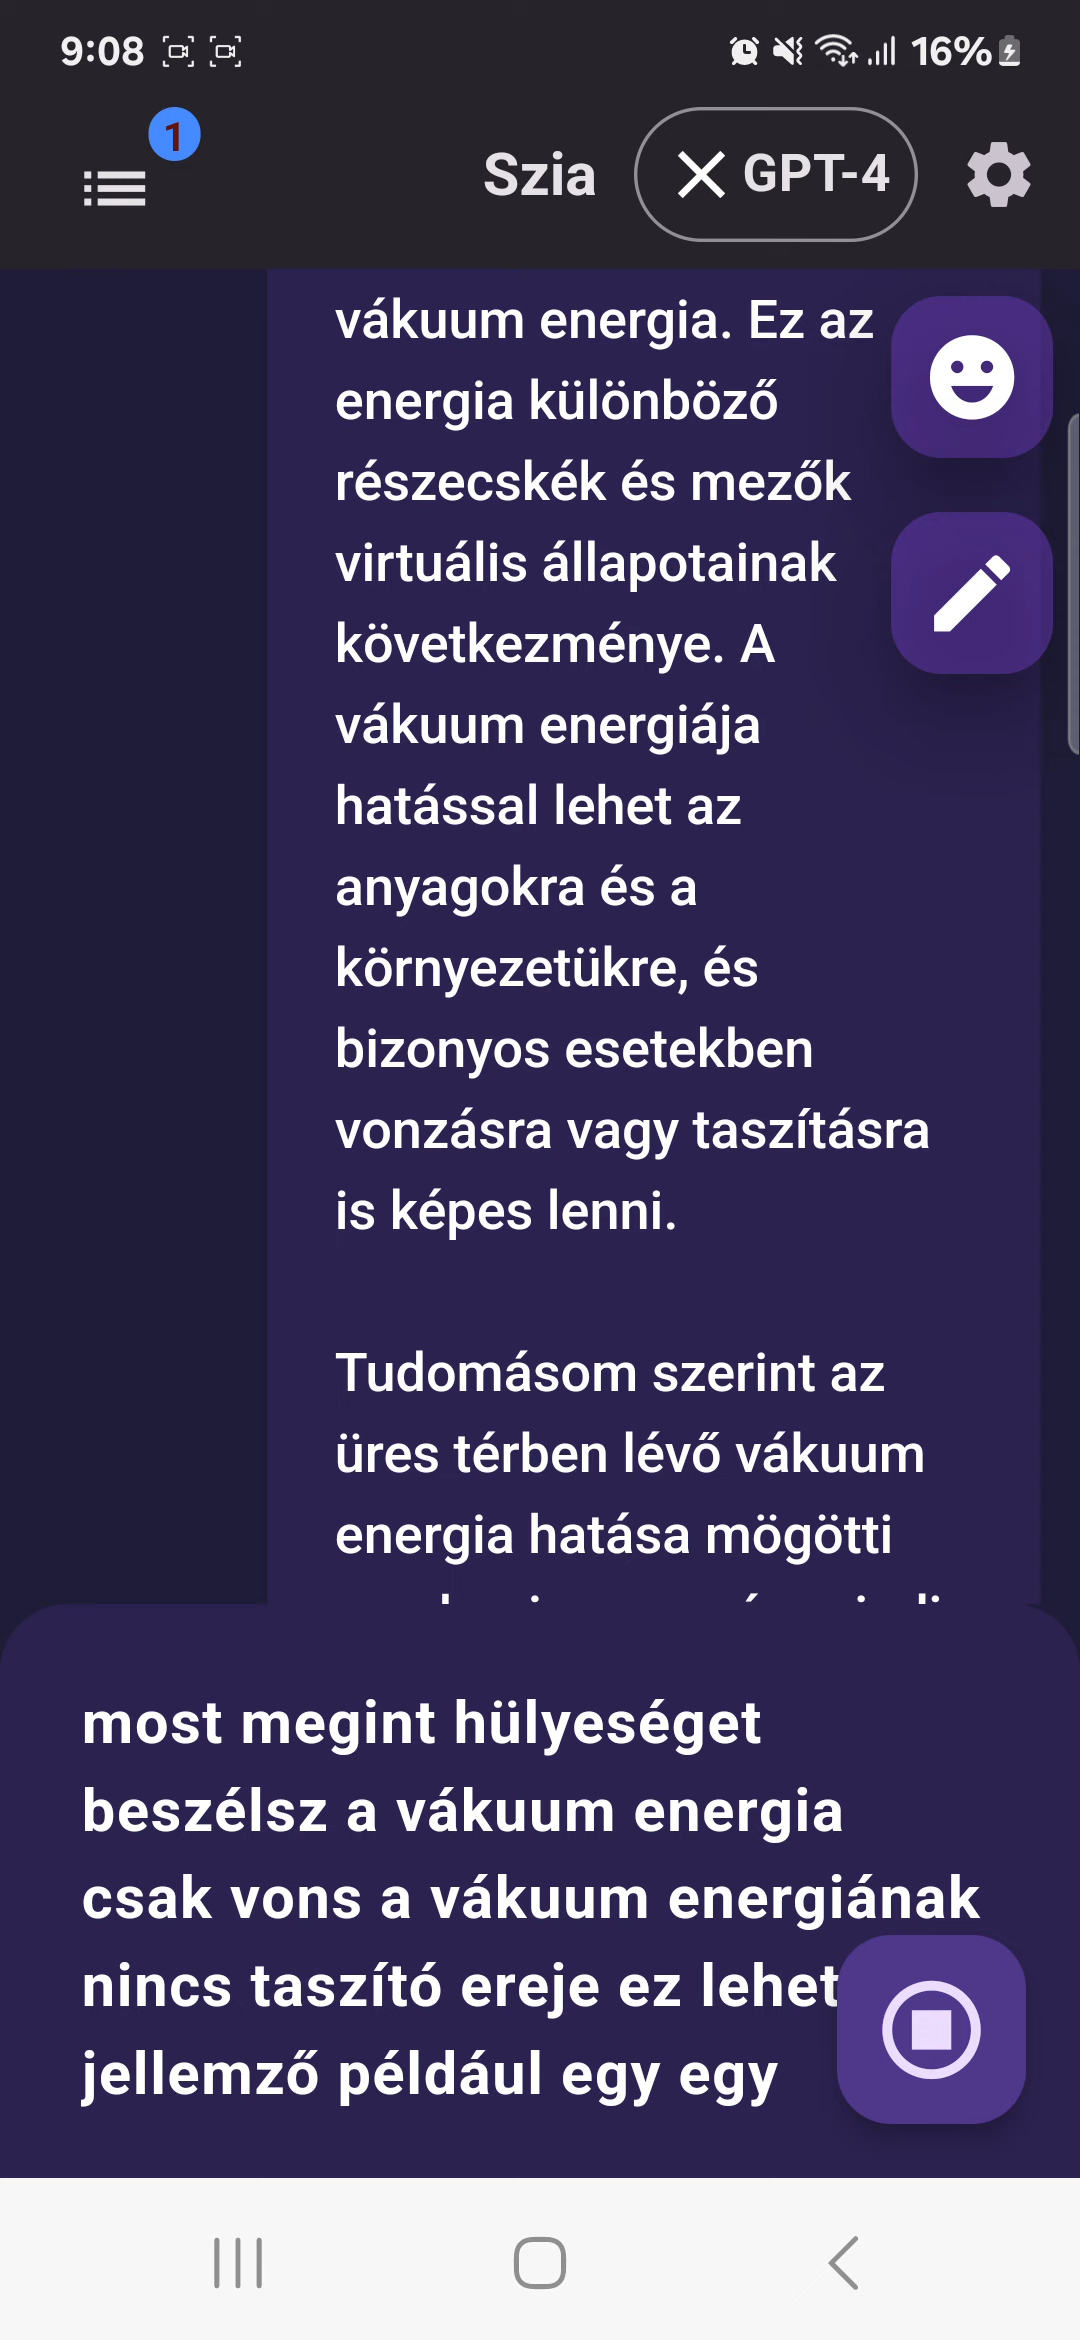 9:08
16%
1
Szia
GPT-4
vákuum energia. Ez az
energia különböző
részecskék és mezők
virtuális állapotainak
következménye. A
vákuum energiája
hatással lehet az
anyagokra és a
környezetükre, és
bizonyos esetekben
vonzásra vagy taszításra
is képes lenni.
Tudomásom szerint az
üres térben lévő vákuum
energia hatása mögötti
most megint hülyeséget
beszélsz a vákuum energia
csak vons a vákuum energiának
nincs taszító ereje ez lehet
jellemző például egy egy